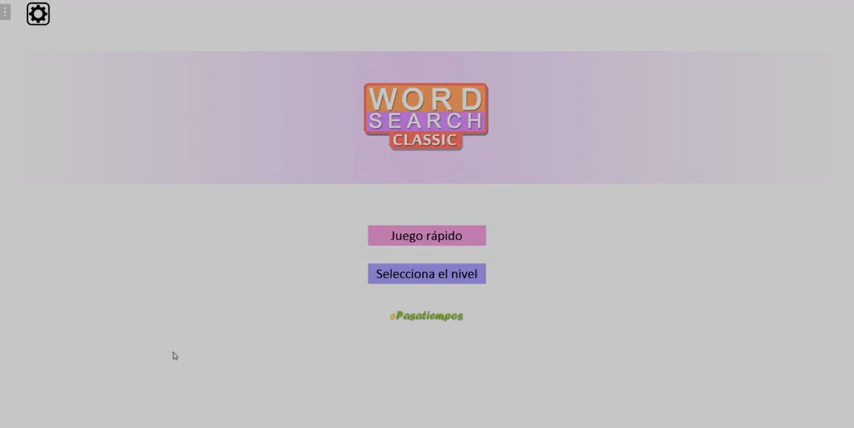 WORD
SEARCH
CLASSIC
Juego rápido
Selecciona el nivel
ePasatiempos